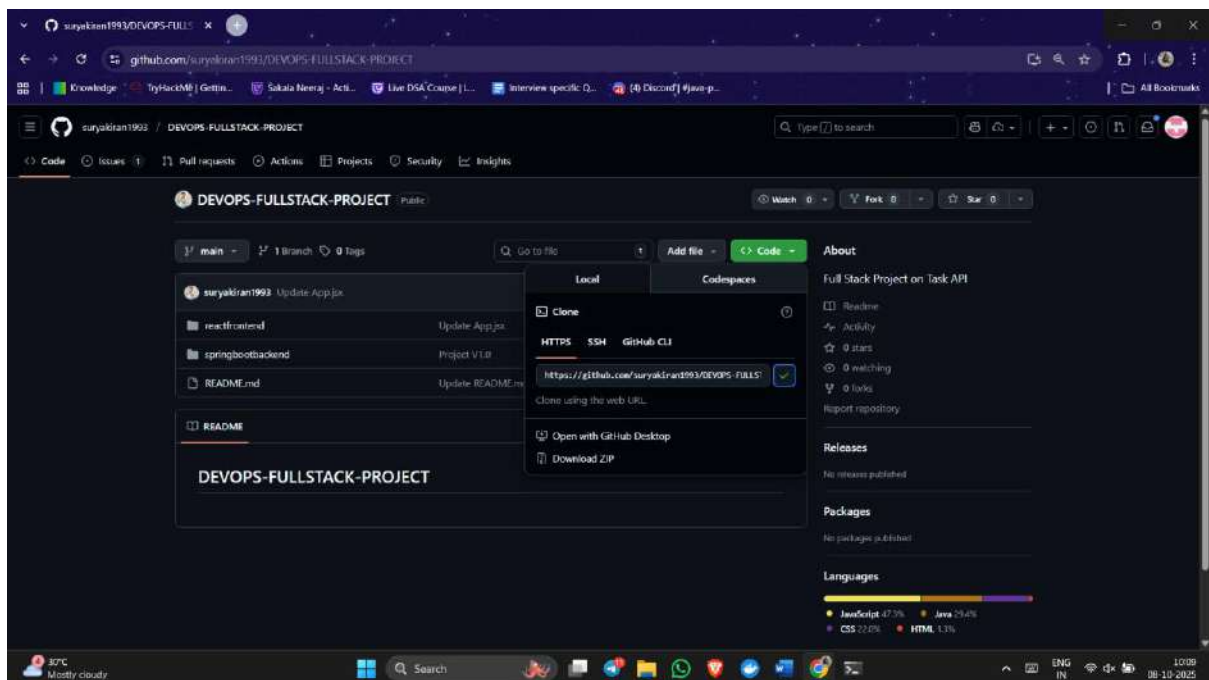 suryakiran1993/DEVOPS-FULLS
github.com/suryakiran1993/DEVOPS-FULLSTACK-PROJECT
Knowledge
TryHackMe | Gettin...
Sakala Neeraj - Acti...
Live DSA Course | L...
Interview specific Q...
(4) Discord | #java-p...
All Bookmarks
suryakiran1993 / DEVOPS-FULLSTACK-PROJECT
Type / to search
Code
Issues 1
Pull requests
Actions
Projects
Security
Insights
DEVOPS-FULLSTACK-PROJECT Public
Watch 0
Fork 0
Star 0
main
1 Branch
0 Tags
Go to file
t
Add file
Code
suryakiran1993 Update App.jsx
reactfrontend Update App.jsx
springbootbackend Project V1.0
README.md Update README.m
README
DEVOPS-FULLSTACK-PROJECT
Local Codespaces
Clone
HTTPS SSH GitHub CLI
https://github.com/suryakiran1993/DEVOPS-FULLST
Clone using the web URL.
Open with GitHub Desktop
Download ZIP
About
Full Stack Project on Task API
Readme
Activity
0 stars
0 watching
0 forks
Report repository
Releases
No releases published
Packages
No packages published
Languages
JavaScript 47.3% Java 29.4%
CSS 22.0% HTML 1.3%
30°C
Mostly cloudy
Search
ENG
IN
10:09
08-10-2025